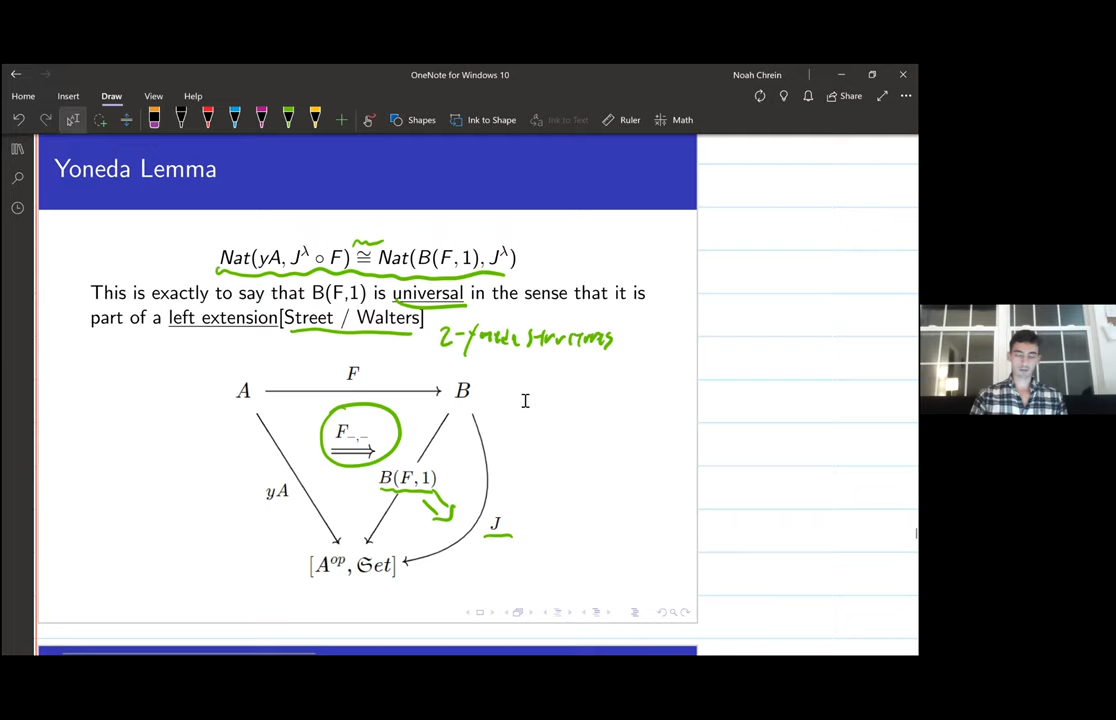 OneNote for Windows 10
Noah Chrein
Home Insert Draw View Help
Share
Shapes Ink to Shape Ink to Text Ruler Math
Yoneda Lemma
Nat(yA, J^λ ∘ F) ≅ Nat(B(F, 1), J^λ)
This is exactly to say that B(F,1) is universal in the sense that it is
part of a left extension[Street / Walters]
2-Yoneda structures
F
A B
F_{-,-}
B(F, 1)
yA
J
[A^{op}, 𝔖et]